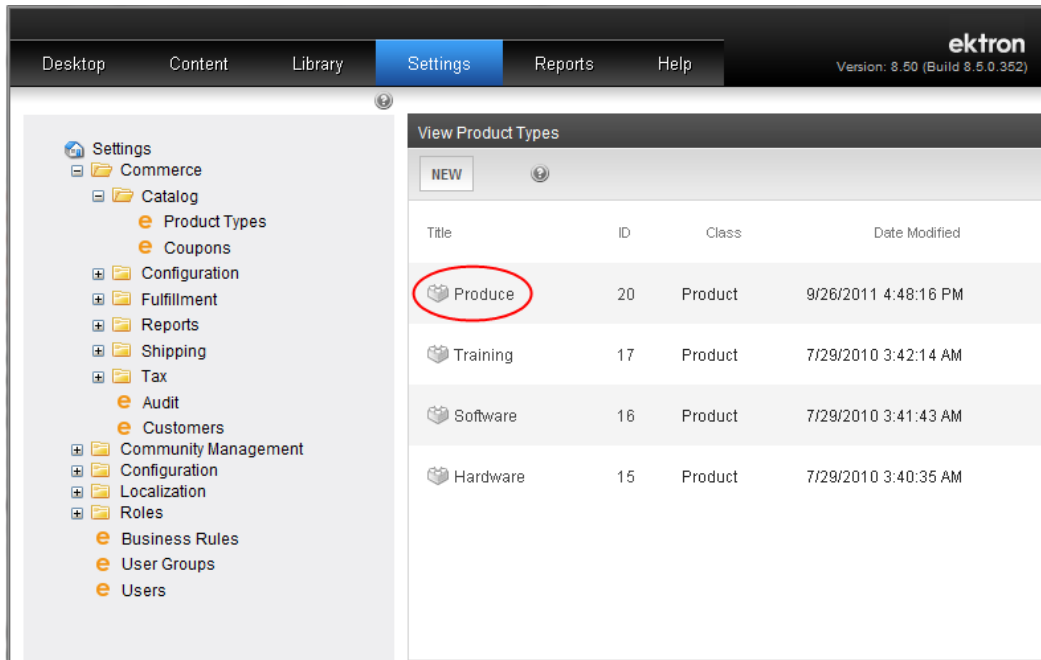 ektron
Desktop Content Library Settings Reports Help Version: 8.50 (Build 8.5.0.352)
Settings
Commerce
Catalog
Product Types
Coupons
Configuration
Fulfillment
Reports
Shipping
Tax
Audit
Customers
Community Management
Configuration
Localization
Roles
Business Rules
User Groups
Users
View Product Types
NEW
Title ID Class Date Modified
Produce 20 Product 9/26/2011 4:48:16 PM
Training 17 Product 7/29/2010 3:42:14 AM
Software 16 Product 7/29/2010 3:41:43 AM
Hardware 15 Product 7/29/2010 3:40:35 AM